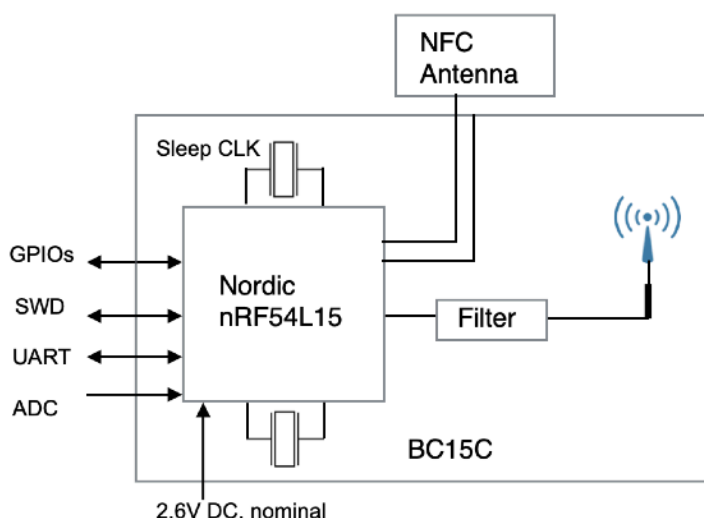 NFC
Antenna
Sleep CLK
GPIOs
SWD
UART
ADC
Nordic
nRF54L15
Filter
BC15C
2.6V DC, nominal